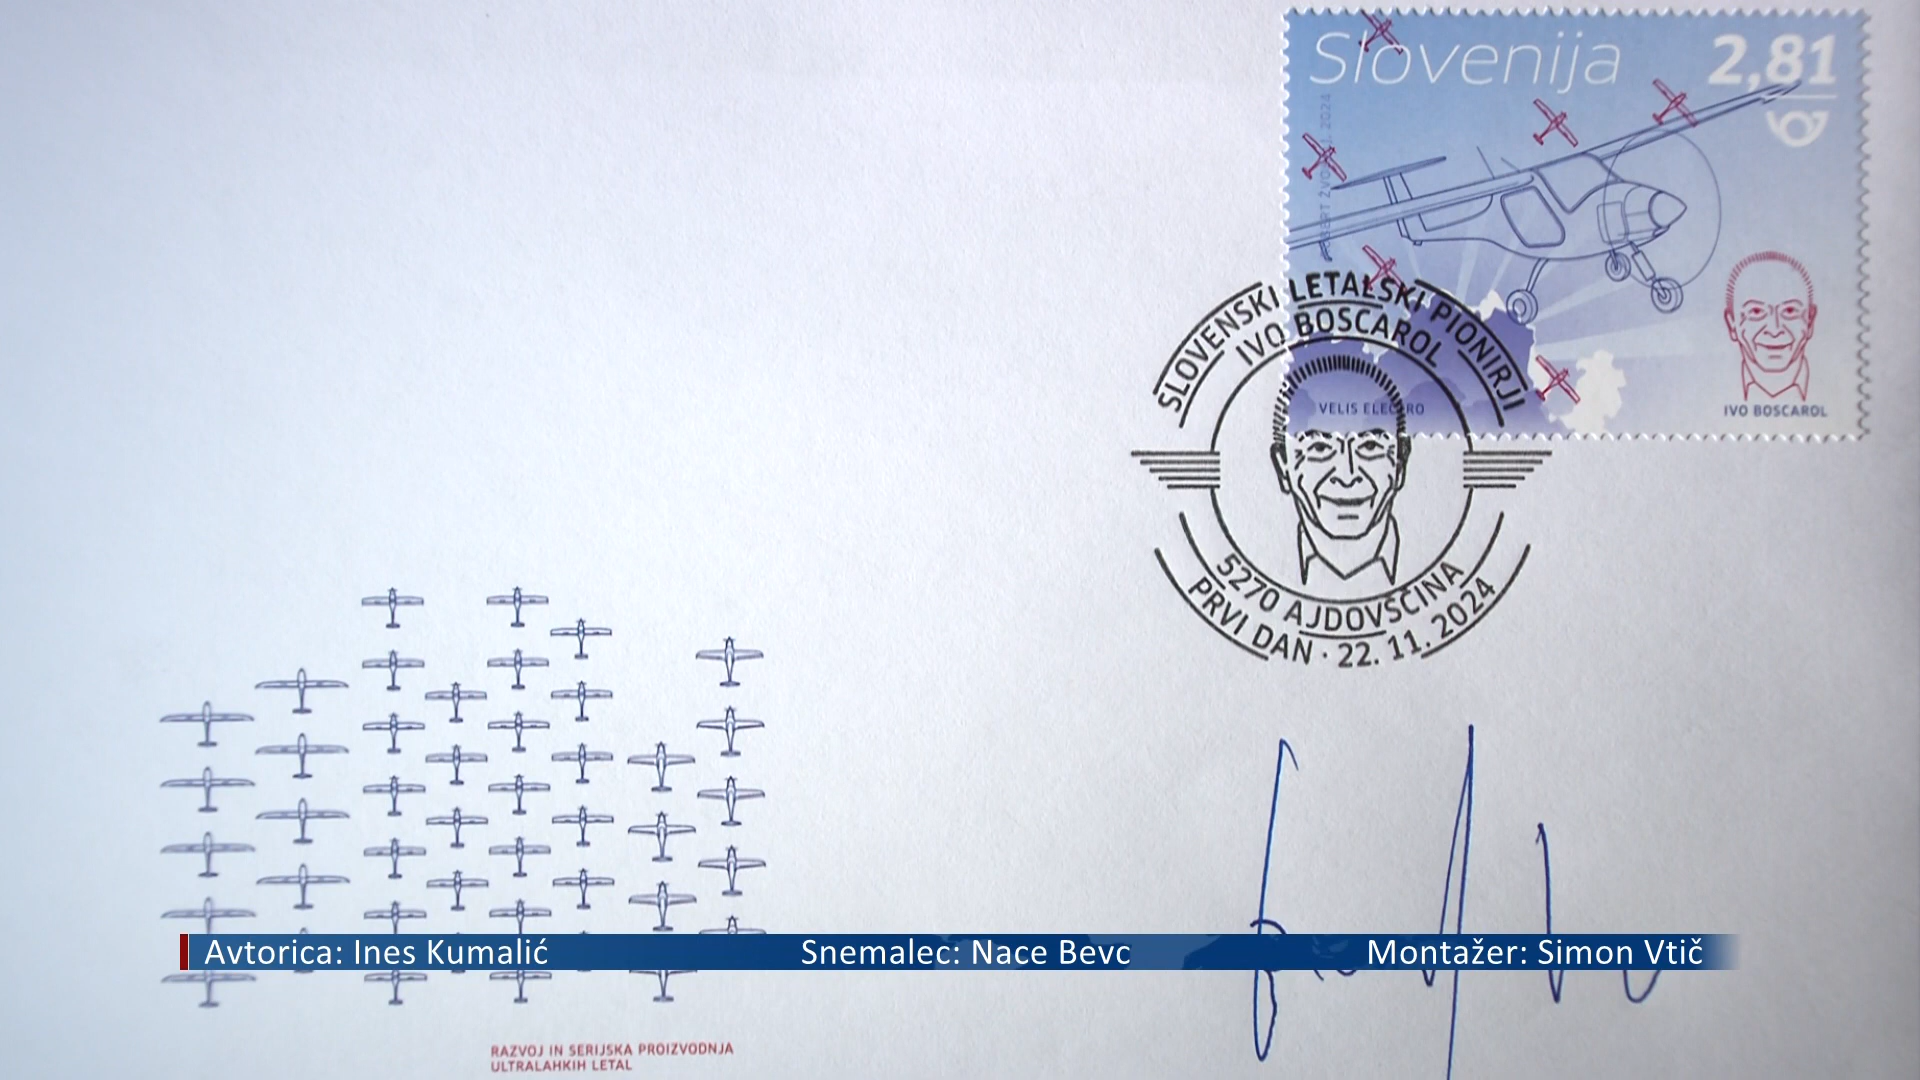 Slovenija
2,81
VELIS ELECTRO
IVO BOSCAROL
SLOVENSKI LETALSKI PIONIRJI
IVO BOSCAROL
5270 AJDOVŠČINA
PRVI DAN · 22. 11. 2024
Avtorica: Ines Kumalić
Snemalec: Nace Bevc
Montažer: Simon Vtič
RAZVOJ IN SERIJSKA PROIZVODNJA
ULTRALAHKIH LETAL